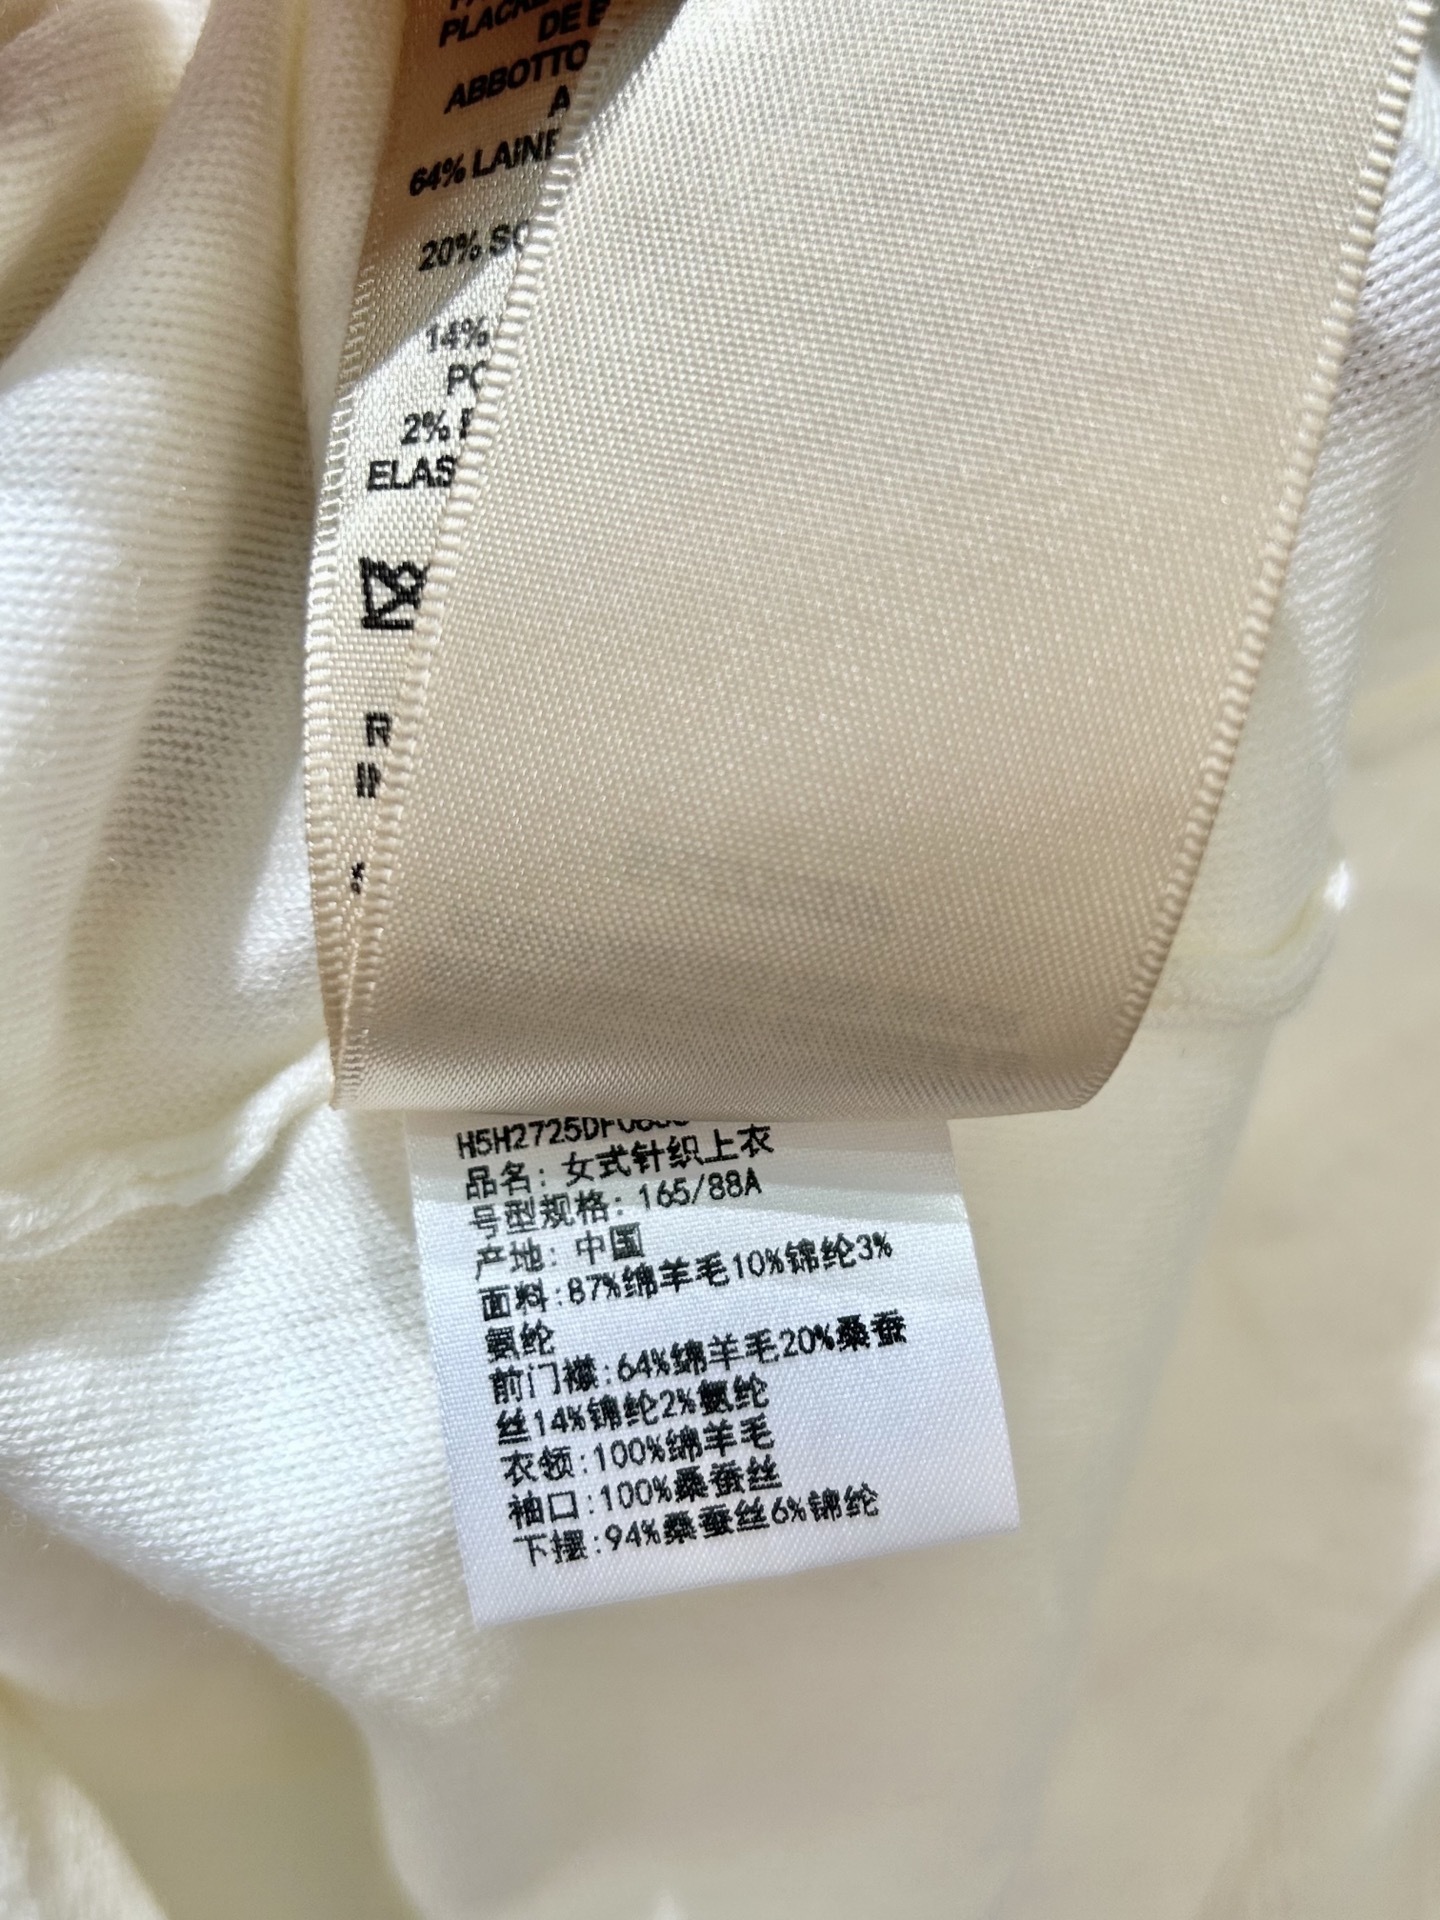 DE B
ABBOTTO
A
64% LAINE
20% SO
14%
PO
2%
ELAS
R
H5H2725DF0
品名: 女式针织上衣
号型规格: 165/88A
产地: 中国
面料:87%绵羊毛10%锦纶3%
氨纶
前门襟:64%绵羊毛20%桑蚕
丝14%锦纶2%氨纶
衣领:100%绵羊毛
袖口:100%桑蚕丝
下摆:94%桑蚕丝6%锦纶